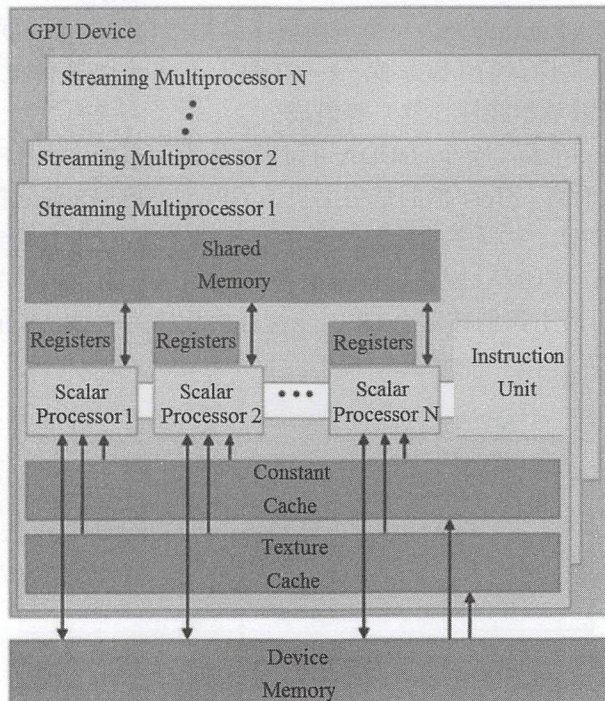 GPU Device
Streaming Multiprocessor N
Streaming Multiprocessor 2
Streaming Multiprocessor 1
Shared
Memory
Registers
Registers
Registers
Instruction
Unit
Scalar
Processor 1
Scalar
Processor 2
Scalar
Processor N
Constant
Cache
Texture
Cache
Device
Memory